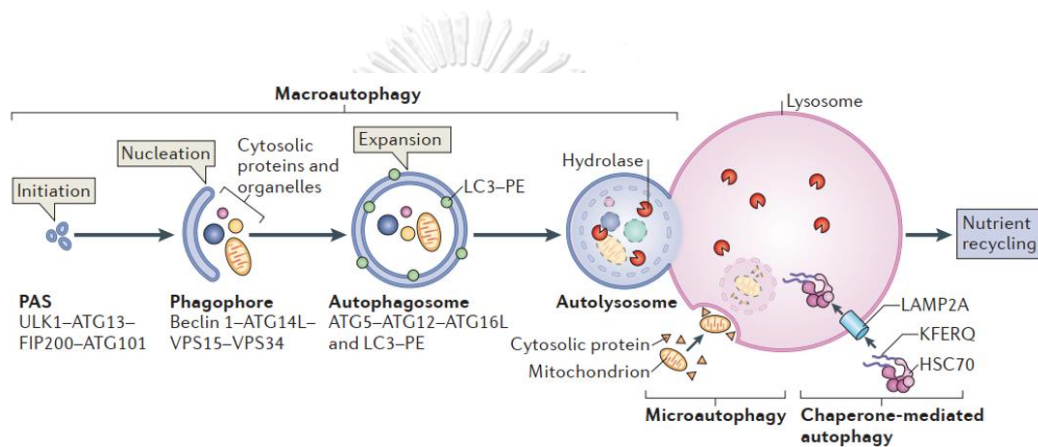 Macroautophagy
Lysosome
Nucleation
Cytosolic
proteins and
organelles
Expansion
Hydrolase
LC3–PE
Initiation
Nutrient
recycling
PAS
ULK1–ATG13–
FIP200–ATG101
Phagophore
Beclin 1–ATG14L–
VPS15–VPS34
Autophagosome
ATG5–ATG12–ATG16L
and LC3–PE
Autolysosome
LAMP2A
KFERQ
HSC70
Cytosolic protein
Mitochondrion
Microautophagy
Chaperone-mediated
autophagy